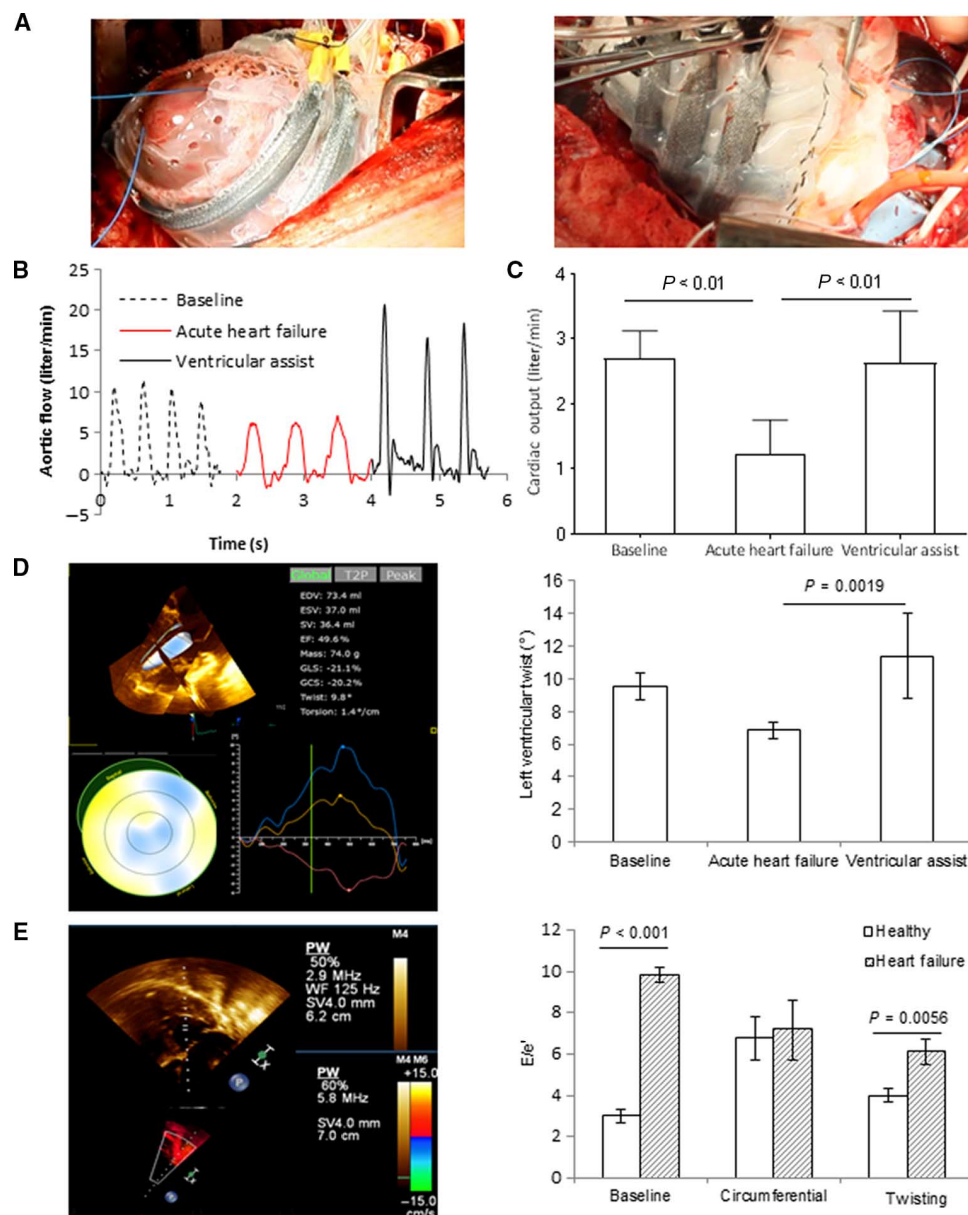 A
B
25
20
15
10
5
0
−5
Aortic flow (liter/min)
Baseline
Acute heart failure
Ventricular assist
0 1 2 3 4 5 6
Time (s)
C
4
3
2
1
0
Cardiac output (liter/min)
P < 0.01
P < 0.01
Baseline Acute heart failure Ventricular assist
D
Global T2P Peak
EDV: 73.4 ml
ESV: 37.0 ml
SV: 36.4 ml
EF: 49.6%
Mass: 74.0 g
GLS: -21.1%
GCS: -20.2%
Twist: 9.8°
Torsion: 1.4°/cm
16
14
12
10
8
6
4
2
0
Left ventricular twist (°)
P = 0.0019
Baseline Acute heart failure Ventricular assist
E
M4
PW
50%
2.9 MHz
WF 125 Hz
SV4.0 mm
6.2 cm
P
PW
60%
5.8 MHz
SV4.0 mm
7.0 cm
M4 M6
+15.0
−15.0
cm/s
12
10
8
6
4
2
0
E/e'
P < 0.001
Healthy
Heart failure
P = 0.0056
Baseline Circumferential Twisting